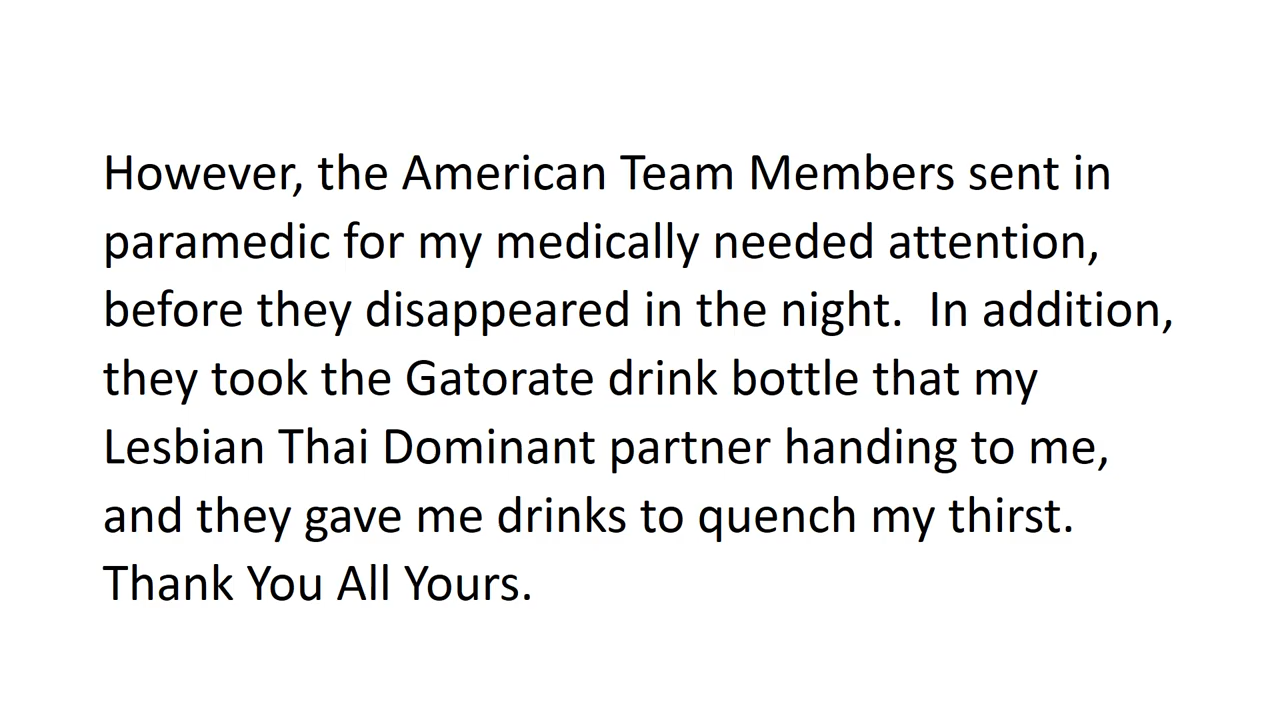 However, the American Team Members sent in
paramedic for my medically needed attention,
before they disappeared in the night.  In addition,
they took the Gatorate drink bottle that my
Lesbian Thai Dominant partner handing to me,
and they gave me drinks to quench my thirst.
Thank You All Yours.